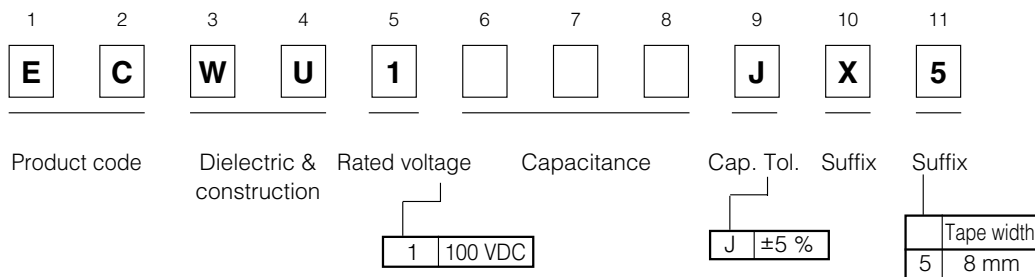 1 2 3 4 5 6 7 8 9 10 11
E C W U 1 J X 5
Product code Dielectric & construction Rated voltage Capacitance Cap. Tol. Suffix Suffix
1 100 VDC
J ±5 %
Tape width
5 8 mm